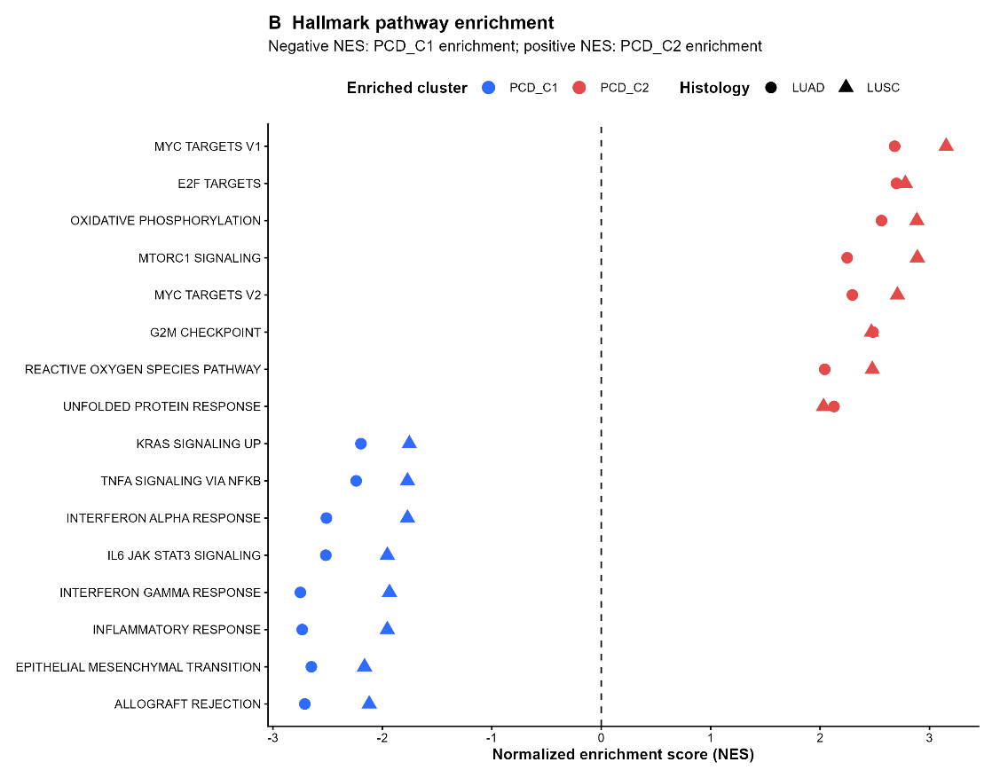 B  Hallmark pathway enrichment
Negative NES: PCD_C1 enrichment; positive NES: PCD_C2 enrichment
Enriched cluster PCD_C1 PCD_C2 Histology LUAD LUSC
MYC TARGETS V1
E2F TARGETS
OXIDATIVE PHOSPHORYLATION
MTORC1 SIGNALING
MYC TARGETS V2
G2M CHECKPOINT
REACTIVE OXYGEN SPECIES PATHWAY
UNFOLDED PROTEIN RESPONSE
KRAS SIGNALING UP
TNFA SIGNALING VIA NFKB
INTERFERON ALPHA RESPONSE
IL6 JAK STAT3 SIGNALING
INTERFERON GAMMA RESPONSE
INFLAMMATORY RESPONSE
EPITHELIAL MESENCHYMAL TRANSITION
ALLOGRAFT REJECTION
-3 -2 -1 0 1 2 3
Normalized enrichment score (NES)